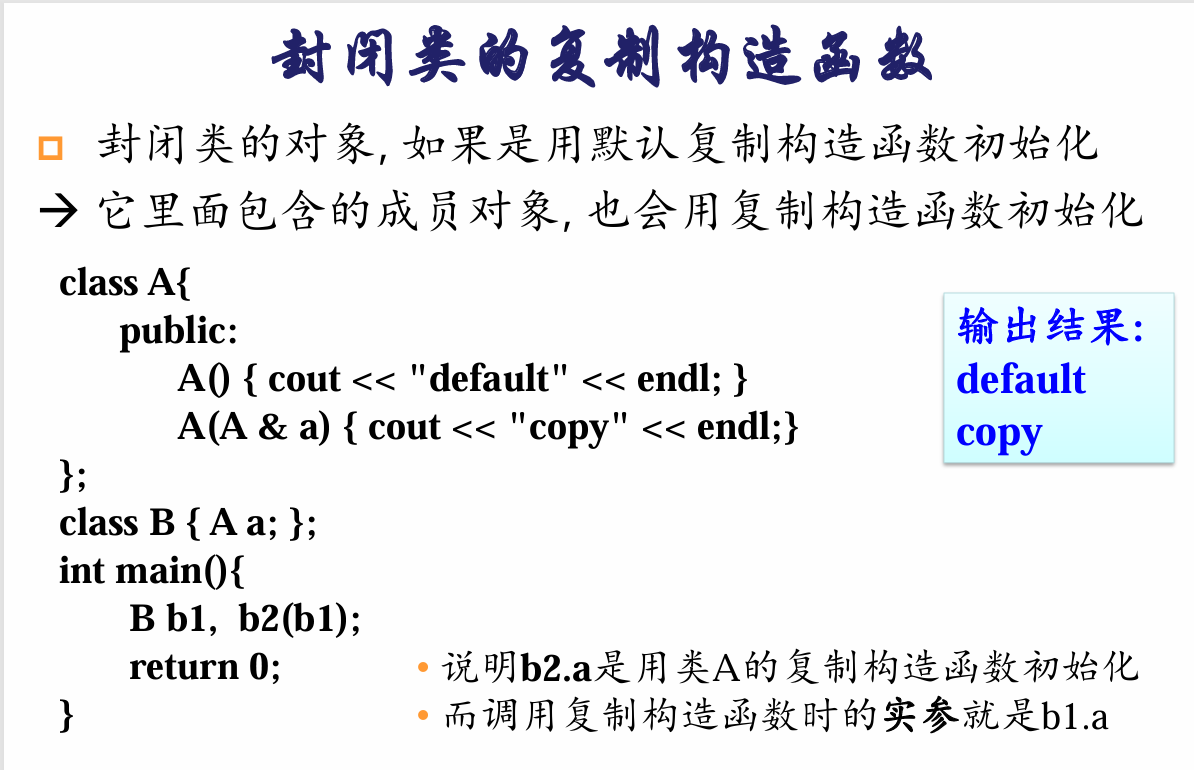 封闭类的复制构造函数
封闭类的对象, 如果是用默认复制构造函数初始化
→ 它里面包含的成员对象, 也会用复制构造函数初始化
class A{
public:
A() { cout << "default" << endl; }
A(A & a) { cout << "copy" << endl;}
};
class B { A a; };
int main(){
B b1, b2(b1);
return 0;
}
输出结果:
default
copy
• 说明b2.a是用类A的复制构造函数初始化
• 而调用复制构造函数时的实参就是b1.a